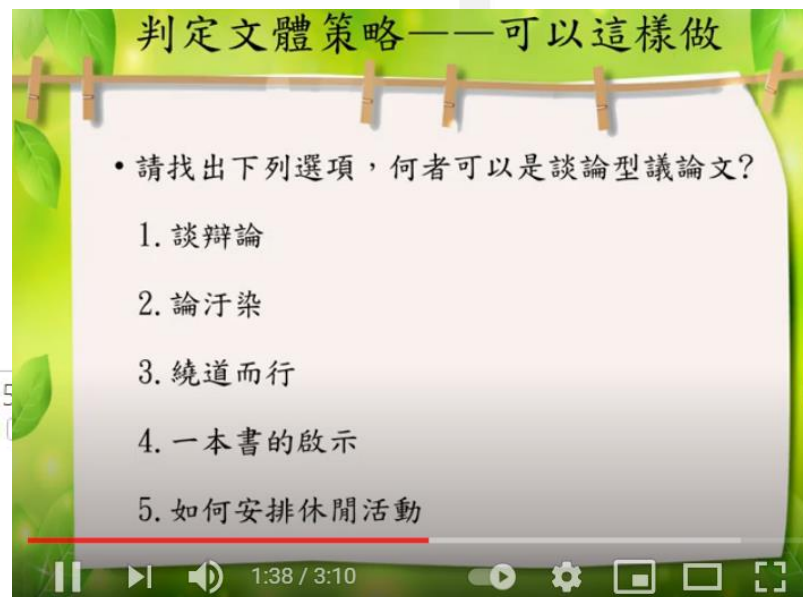 判定文體策略——可以這樣做
•請找出下列選項，何者可以是談論型議論文?
1.談辯論
2.論汙染
3.繞道而行
4.一本書的啟示
5.如何安排休閒活動
5
1:38 / 3:10